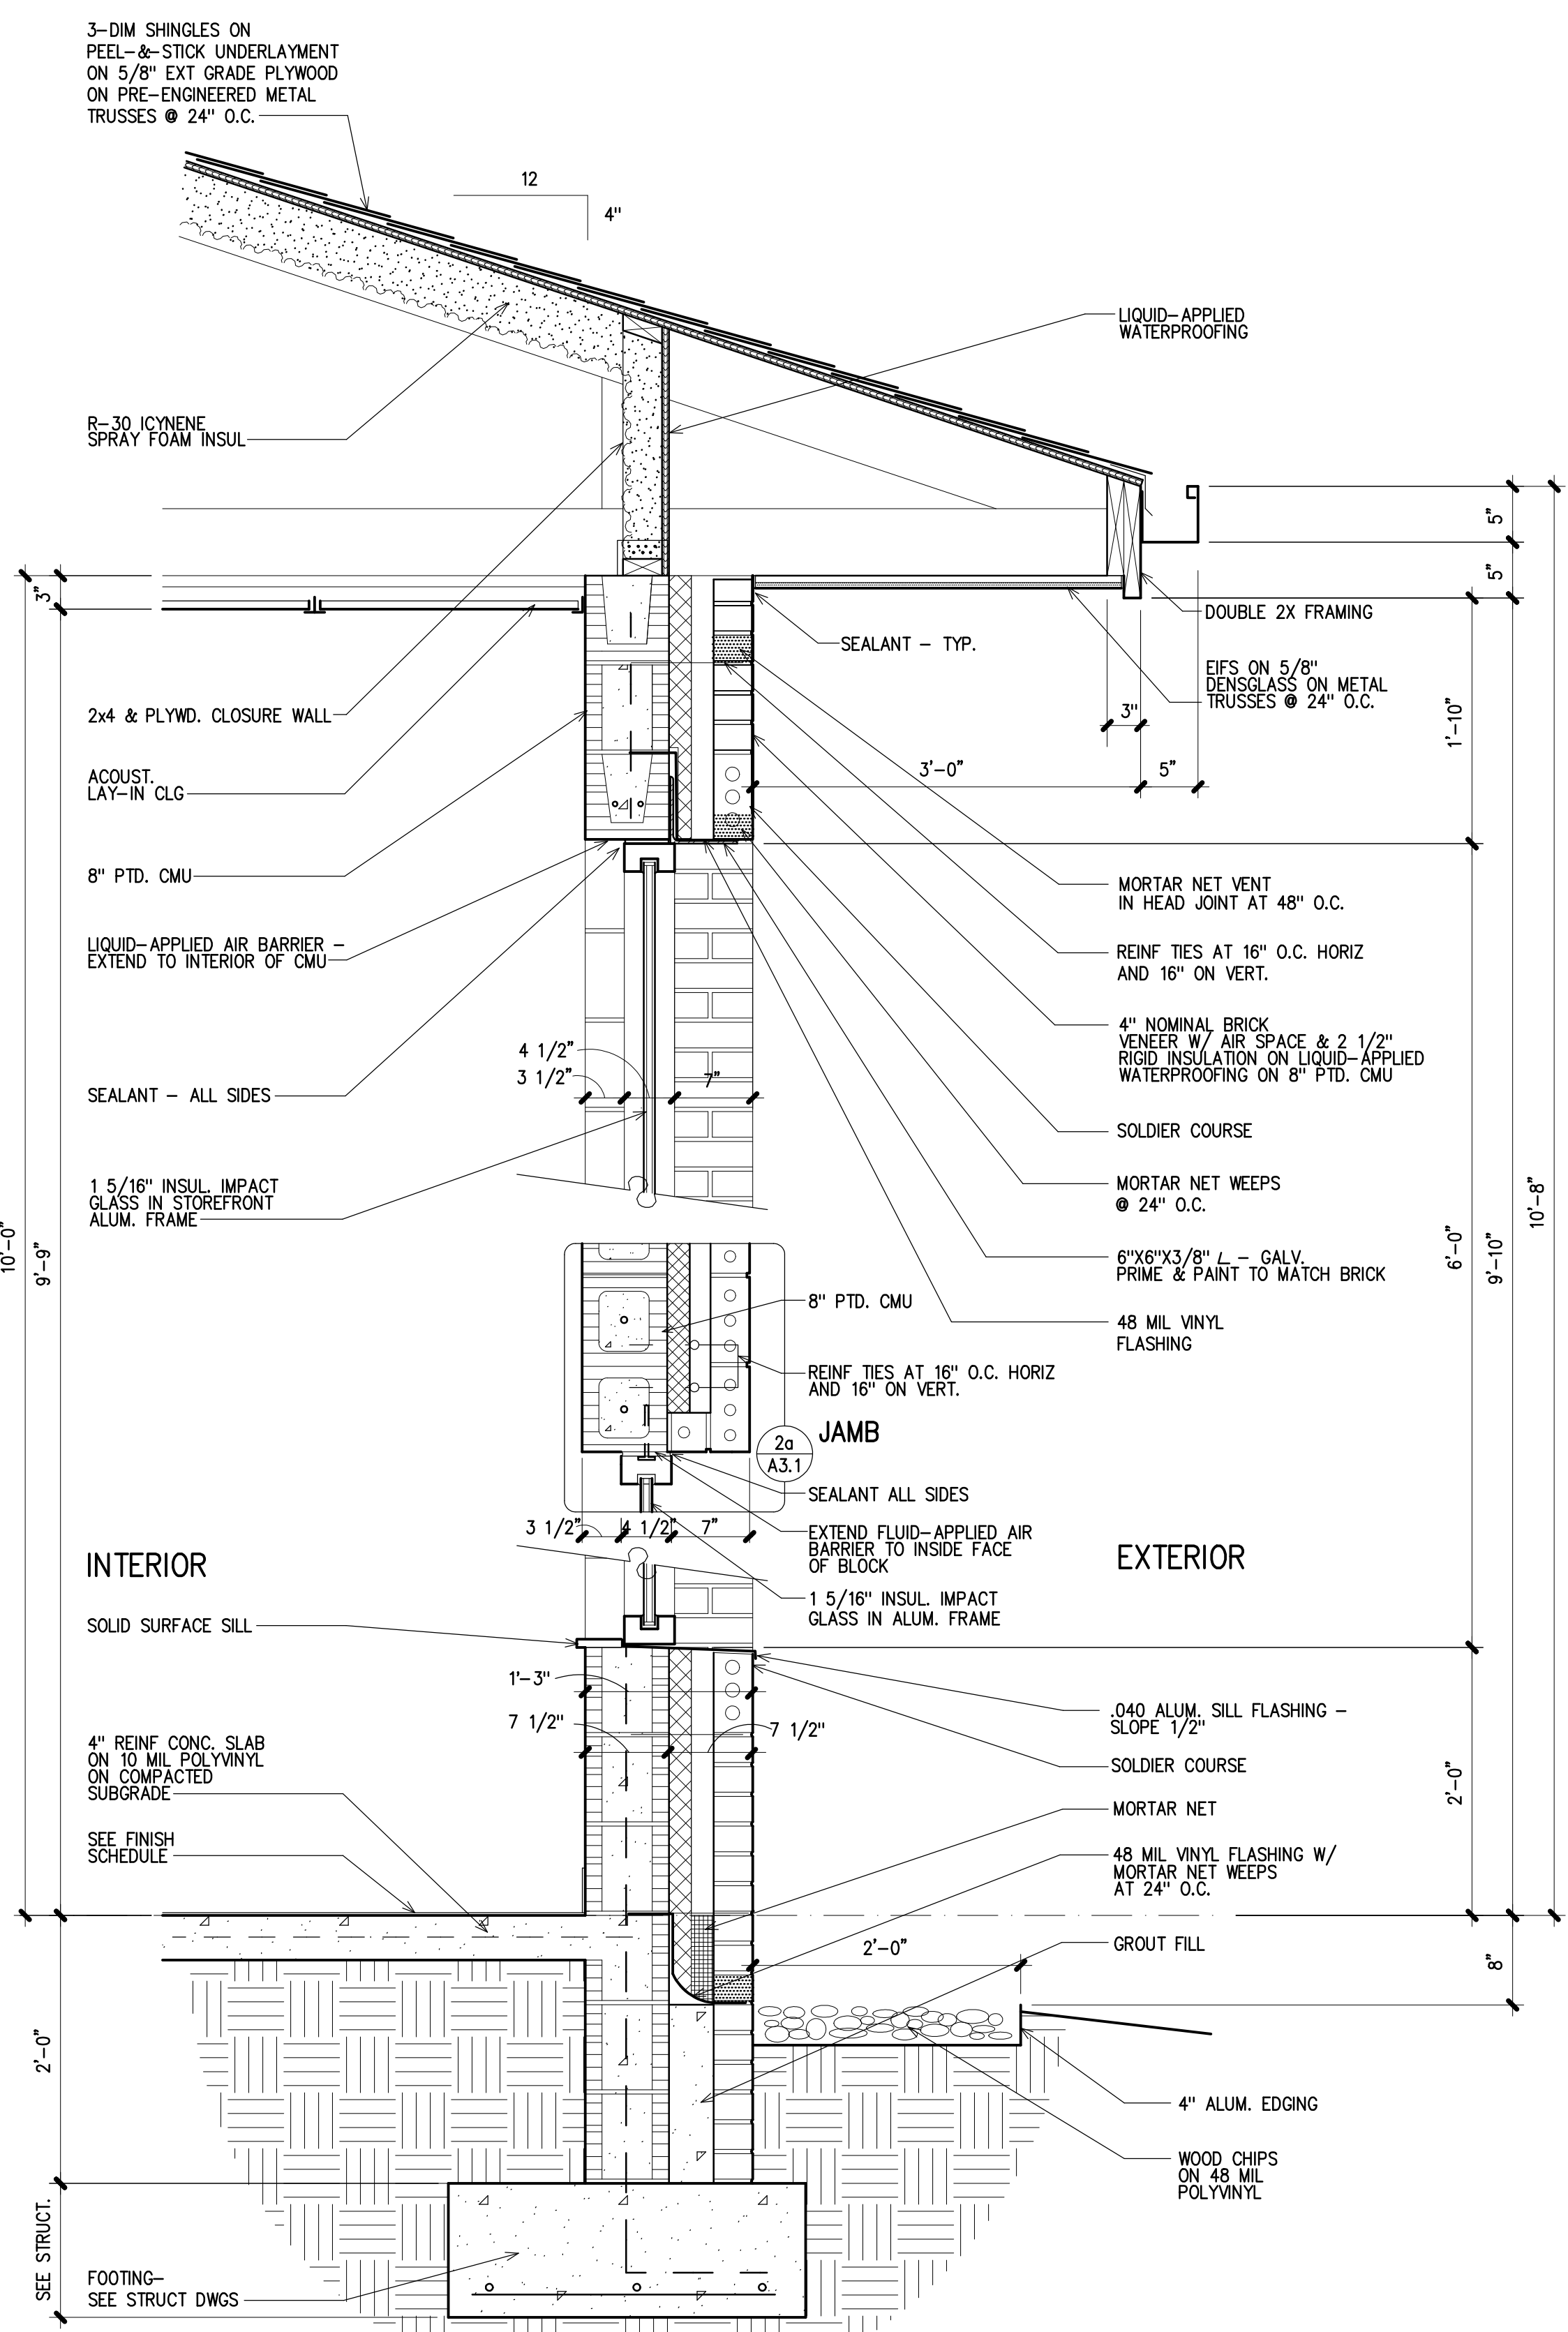 3-DIM SHINGLES ON
PEEL-&-STICK UNDERLAYMENT
ON 5/8" EXT GRADE PLYWOOD
ON PRE-ENGINEERED METAL
TRUSSES @ 24" O.C.
12
4"
LIQUID-APPLIED
WATERPROOFING
R-30 ICYNENE
SPRAY FOAM INSUL
5"
5"
3"
DOUBLE 2X FRAMING
SEALANT - TYP.
EIFS ON 5/8"
DENSGLASS ON METAL
TRUSSES @ 24" O.C.
2x4 & PLYWD. CLOSURE WALL
3"
1'-10"
3'-0"
5"
ACOUST.
LAY-IN CLG
8" PTD. CMU
MORTAR NET VENT
IN HEAD JOINT AT 48" O.C.
LIQUID-APPLIED AIR BARRIER -
EXTEND TO INTERIOR OF CMU
REINF TIES AT 16" O.C. HORIZ
AND 16" ON VERT.
4" NOMINAL BRICK
VENEER W/ AIR SPACE & 2 1/2"
RIGID INSULATION ON LIQUID-APPLIED
WATERPROOFING ON 8" PTD. CMU
4 1/2"
3 1/2"
7"
SEALANT - ALL SIDES
SOLDIER COURSE
1 5/16" INSUL. IMPACT
GLASS IN STOREFRONT
ALUM. FRAME
MORTAR NET WEEPS
@ 24" O.C.
10'-0"
9'-9"
6'-0"
9'-10"
10'-8"
6"X6"X3/8" L - GALV.
PRIME & PAINT TO MATCH BRICK
8" PTD. CMU
48 MIL VINYL
FLASHING
REINF TIES AT 16" O.C. HORIZ
AND 16" ON VERT.
2a
A3.1
JAMB
SEALANT ALL SIDES
3 1/2"
4 1/2"
7"
EXTEND FLUID-APPLIED AIR
BARRIER TO INSIDE FACE
OF BLOCK
INTERIOR
EXTERIOR
1 5/16" INSUL. IMPACT
GLASS IN ALUM. FRAME
SOLID SURFACE SILL
1'-3"
7 1/2"
7 1/2"
.040 ALUM. SILL FLASHING -
SLOPE 1/2"
4" REINF CONC. SLAB
ON 10 MIL POLYVINYL
ON COMPACTED
SUBGRADE
SOLDIER COURSE
2'-0"
MORTAR NET
SEE FINISH
SCHEDULE
48 MIL VINYL FLASHING W/
MORTAR NET WEEPS
AT 24" O.C.
2'-0"
GROUT FILL
8"
2'-0"
4" ALUM. EDGING
WOOD CHIPS
ON 48 MIL
POLYVINYL
SEE STRUCT.
FOOTING-
SEE STRUCT DWGS